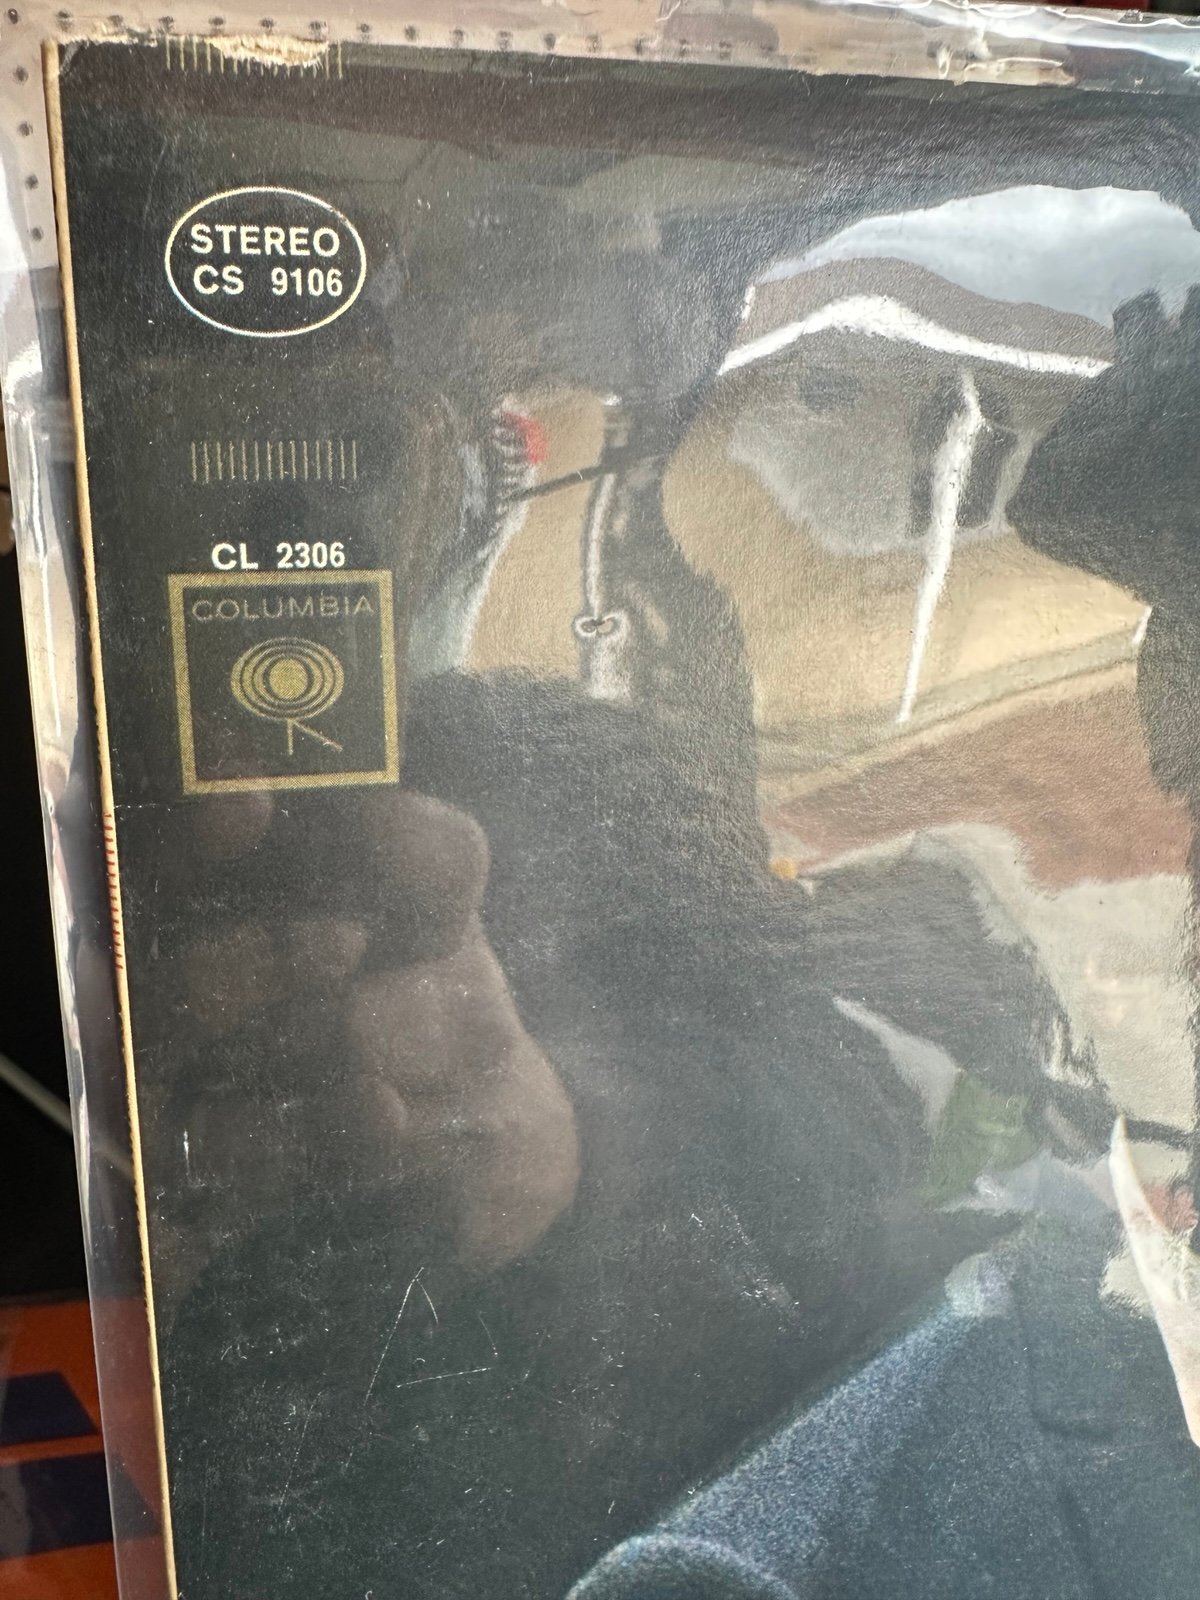 STEREO
CS 9106
CL 2306
COLUMBIA